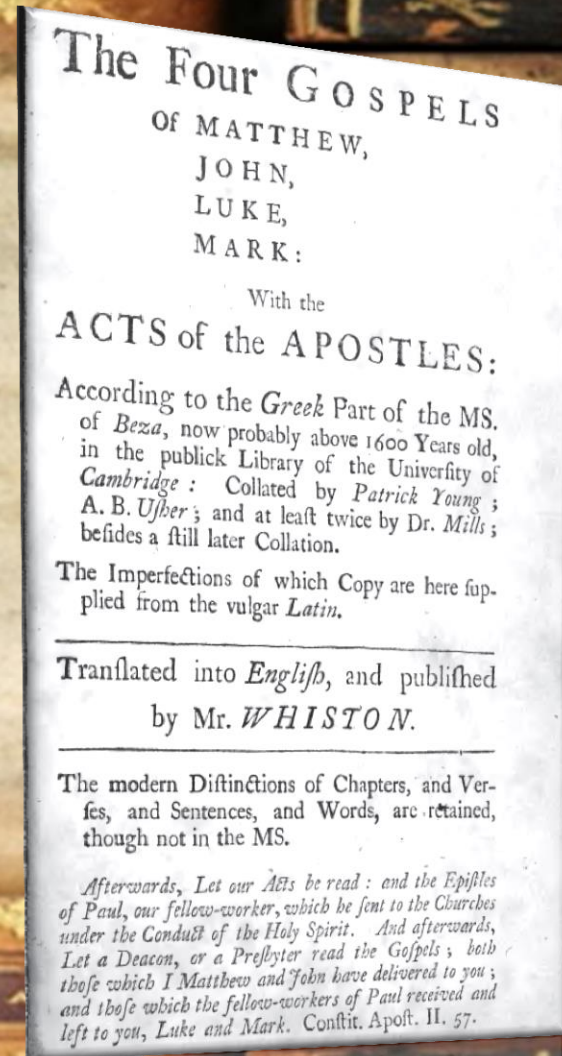 The Four GOSPELS
Of MATTHEW,
JOHN,
LUKE,
MARK:
With the
ACTS of the APOSTLES:
According to the Greek Part of the MS.
of Beza, now probably above 1600 Years old,
in the publick Library of the Univerſity of
Cambridge: Collated by Patrick Young;
A. B. Uſher; and at leaſt twice by Dr. Mills;
beſides a ſtill later Collation.
The Imperfections of which Copy are here ſup-
plied from the vulgar Latin.
Tranſlated into Engliſh, and publiſhed
by Mr. WHISTON.
The modern Diſtinctions of Chapters, and Ver-
ſes, and Sentences, and Words, are retained,
though not in the MS.
Afterwards, Let our Acts be read: and the Epiſtles
of Paul, our fellow-worker, which he ſent to the Churches
under the Conduct of the Holy Spirit. And afterwards,
Let a Deacon, or a Preſbyter read the Goſpels; both
thoſe which I Matthew and John have delivered to you;
and thoſe which the fellow-workers of Paul received and
left to you, Luke and Mark. Conſtit. Apoſt. II. 57.